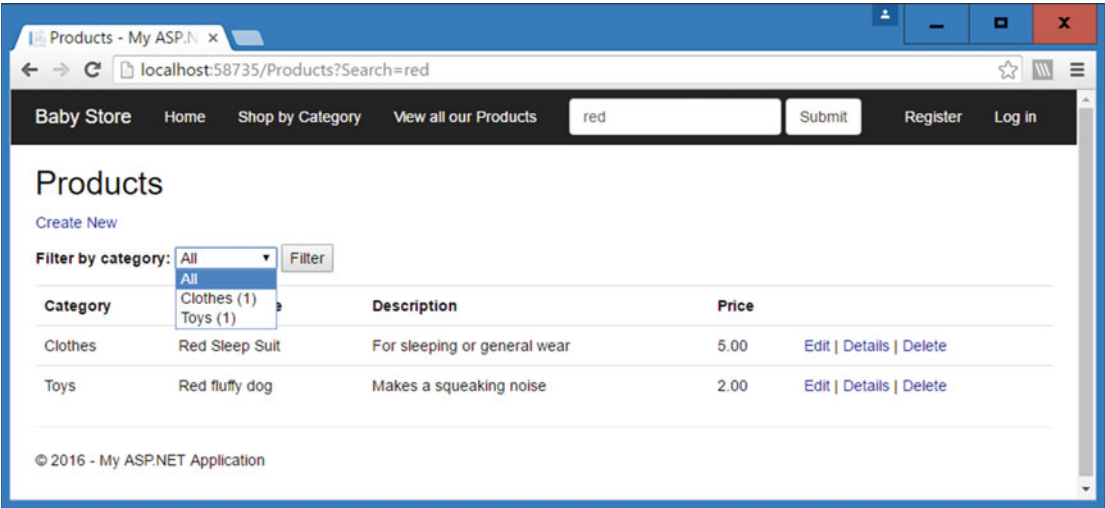 Products - My ASP.N
localhost:58735/Products?Search=red
Baby Store Home Shop by Category View all our Products red Submit Register Log in
Products
Create New
Filter by category: All Filter
All
Clothes (1)
Toys (1)
Category Description Price
Clothes Red Sleep Suit For sleeping or general wear 5.00 Edit | Details | Delete
Toys Red fluffy dog Makes a squeaking noise 2.00 Edit | Details | Delete
© 2016 - My ASP.NET Application